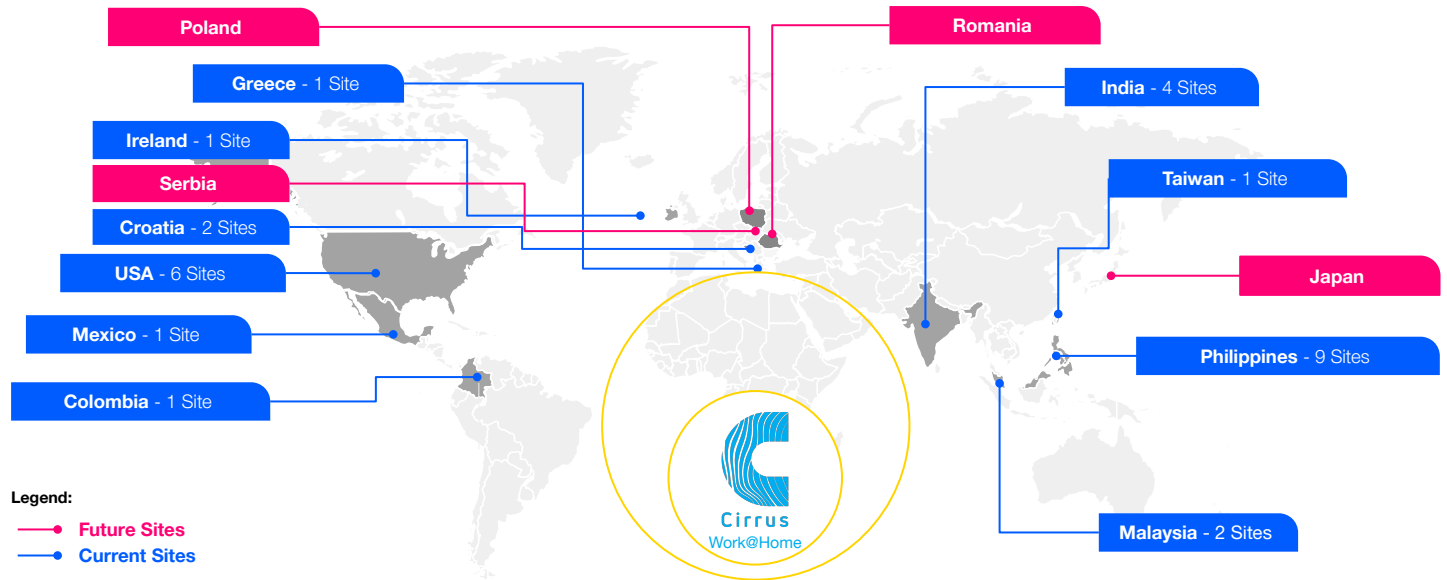 Poland
Romania
Greece - 1 Site
India - 4 Sites
Ireland - 1 Site
Serbia
Taiwan - 1 Site
Croatia - 2 Sites
USA - 6 Sites
Japan
Mexico - 1 Site
Philippines - 9 Sites
Colombia - 1 Site
Cirrus
Work@Home
Malaysia - 2 Sites
Legend:
Future Sites
Current Sites